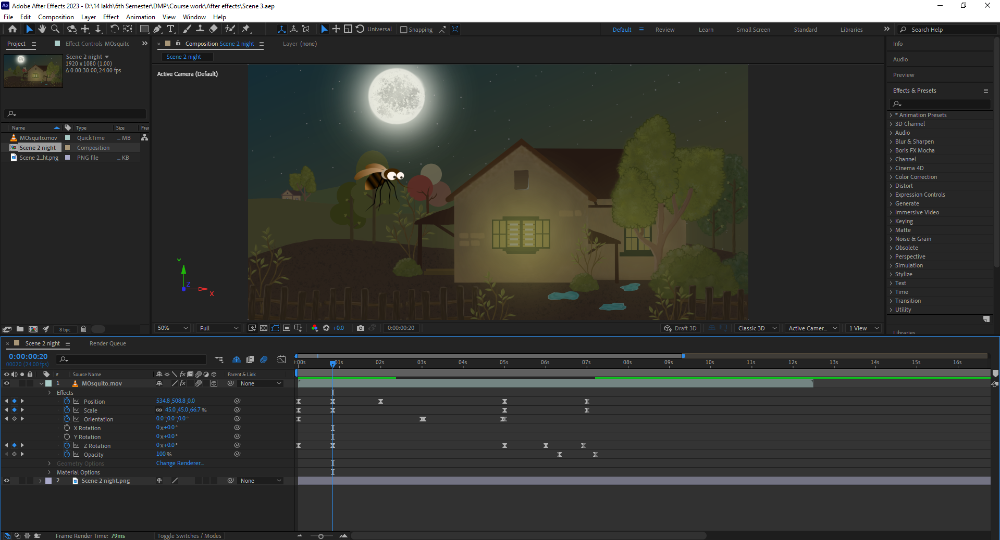 Ae Adobe After Effects 2023 - D:\14 lakh\6th Semester\DMP\Course work\After effects\Scene 3.aep
File Edit Composition Layer Effect Animation View Window Help
Universal Snapping Default Review Learn Small Screen Standard Libraries Search Help
Project Effect Controls MOsquito
Composition Scene 2 night Layer (none)
Info
Scene 2 night
1920 x 1080 (1.00)
Δ 0:00:30:00, 24.00 fps
Scene 2 night
Audio
Active Camera (Default)
Preview
Effects & Presets
Name Type Size Fra
MOsquito.mov QuickTime ... MB
Scene 2 night Composition
Scene 2...ht.png PNG file ... KB
* Animation Presets
3D Channel
Audio
Blur & Sharpen
Boris FX Mocha
Channel
Cinema 4D
Color Correction
Distort
Expression Controls
Generate
Immersive Video
Keying
Matte
Noise & Grain
Obsolete
Perspective
Simulation
Stylize
Text
Time
Transition
Utility
Libraries
Y
Z
X
8 bpc
50% Full +0.0 0:00:00:20 Draft 3D Classic 3D Active Camer... 1 View
Scene 2 night Render Queue
0:00:00:20
00020 (24.00 fps)
:00s 01s 02s 03s 04s 05s 06s 07s 08s 09s 10s 11s 12s 13s 14s 15s 16s
# Source Name fx Parent & Link
1 MOsquito.mov fx None
Effects
Position 534.8,508.8,0.0
Scale 45.0,45.0,66.7 %
Orientation 0.0°,0.0°,0.0°
X Rotation 0x+0.0°
Y Rotation 0x+0.0°
Z Rotation 0x+0.0°
Opacity 100 %
Geometry Options Change Renderer...
Material Options
2 Scene 2 night.png None
Frame Render Time: 79ms Toggle Switches / Modes